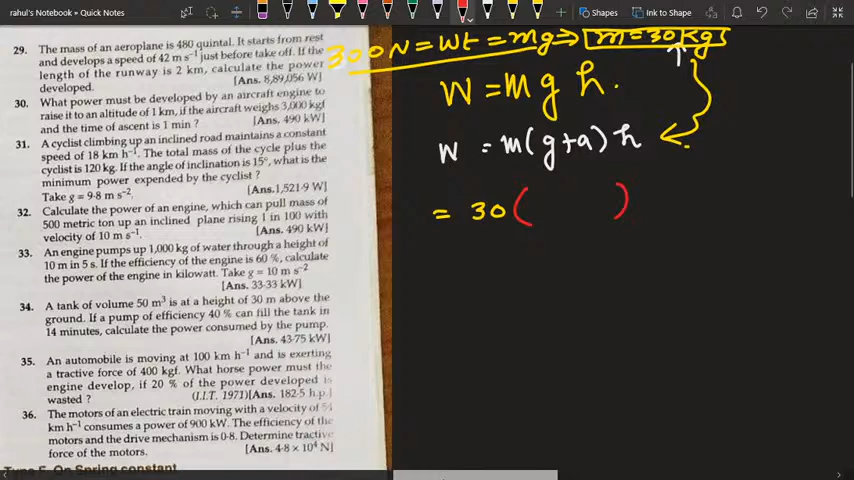 rahul's Notebook » Quick Notes
Shapes
Ink to Shape
29. The mass of an aeroplane is 480 quintal. It starts from rest
and develops a speed of 42 m s⁻¹ just before take off. If the
length of the runway is 2 km, calculate the power
developed. [Ans. 8,89,056 W]
30. What power must be developed by an aircraft engine to
raise it to an altitude of 1 km, if the aircraft weighs 3,000 kgf
and the time of ascent is 1 min ? [Ans. 490 kW]
31. A cyclist climbing up an inclined road maintains a constant
speed of 18 km h⁻¹. The total mass of the cycle plus the
cyclist is 120 kg. If the angle of inclination is 15°, what is the
minimum power expended by the cyclist ?
Take g = 9·8 m s⁻². [Ans.1,521·9 W]
32. Calculate the power of an engine, which can pull mass of
500 metric ton up an inclined plane rising 1 in 100 with
velocity of 10 m s⁻¹. [Ans. 490 kW]
33. An engine pumps up 1,000 kg of water through a height of
10 m in 5 s. If the efficiency of the engine is 60 %, calculate
the power of the engine in kilowatt. Take g = 10 m s⁻²
[Ans. 33·33 kW]
34. A tank of volume 50 m³ is at a height of 30 m above the
ground. If a pump of efficiency 40 % can fill the tank in
14 minutes, calculate the power consumed by the pump.
[Ans. 43·75 kW]
35. An automobile is moving at 100 km h⁻¹ and is exerting
a tractive force of 400 kgf. What horse power must the
engine develop, if 20 % of the power developed is
wasted ? (I.I.T. 1971)[Ans. 182·5 h.p.]
36. The motors of an electric train moving with a velocity of 54
km h⁻¹ consumes a power of 900 kW. The efficiency of the
motors and the drive mechanism is 0·8. Determine tractive
force of the motors. [Ans. 4·8 × 10⁴ N]
300N = Wt = mg → m=30kg
W = m g h.
W = m(g+a)h
= 30( )